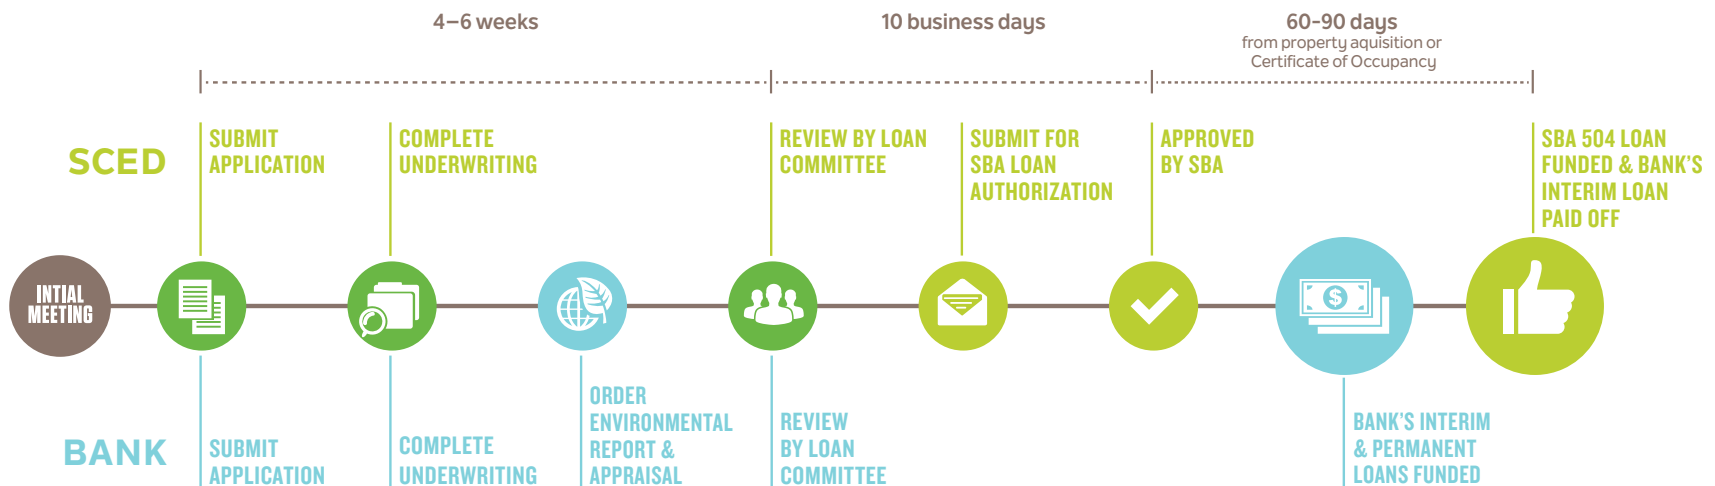 4–6 weeks
10 business days
60-90 days
from property aquisition or
Certificate of Occupancy
SCED
SUBMIT
APPLICATION
COMPLETE
UNDERWRITING
REVIEW BY LOAN
COMMITTEE
SUBMIT FOR
SBA LOAN
AUTHORIZATION
APPROVED
BY SBA
SBA 504 LOAN
FUNDED & BANK'S
INTERIM LOAN
PAID OFF
INTIAL
MEETING
$
BANK
SUBMIT
APPLICATION
COMPLETE
UNDERWRITING
ORDER
ENVIRONMENTAL
REPORT &
APPRAISAL
REVIEW
BY LOAN
COMMITTEE
BANK'S INTERIM
& PERMANENT
LOANS FUNDED